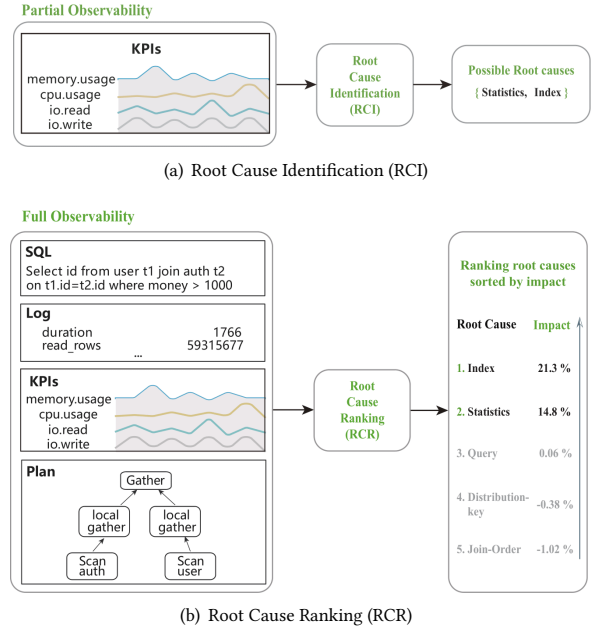 Partial Observability
KPIs
memory.usage
cpu.usage
io.read
io.write
Root
Cause
Identification
(RCI)
Possible Root causes
{ Statistics, Index }
(a) Root Cause Identification (RCI)
Full Observability
SQL
Select id from user t1 join auth t2
on t1.id=t2.id where money > 1000
Log
duration 1766
read_rows 59315677
...
KPIs
memory.usage
cpu.usage
io.read
io.write
Plan
Gather
local
gather
local
gather
Scan
auth
Scan
user
Root
Cause
Ranking
(RCR)
Ranking root causes
sorted by impact
Root Cause Impact
1. Index 21.3 %
2. Statistics 14.8 %
3. Query 0.06 %
4. Distribution-
key -0.38 %
5. Join-Order -1.02 %
(b) Root Cause Ranking (RCR)